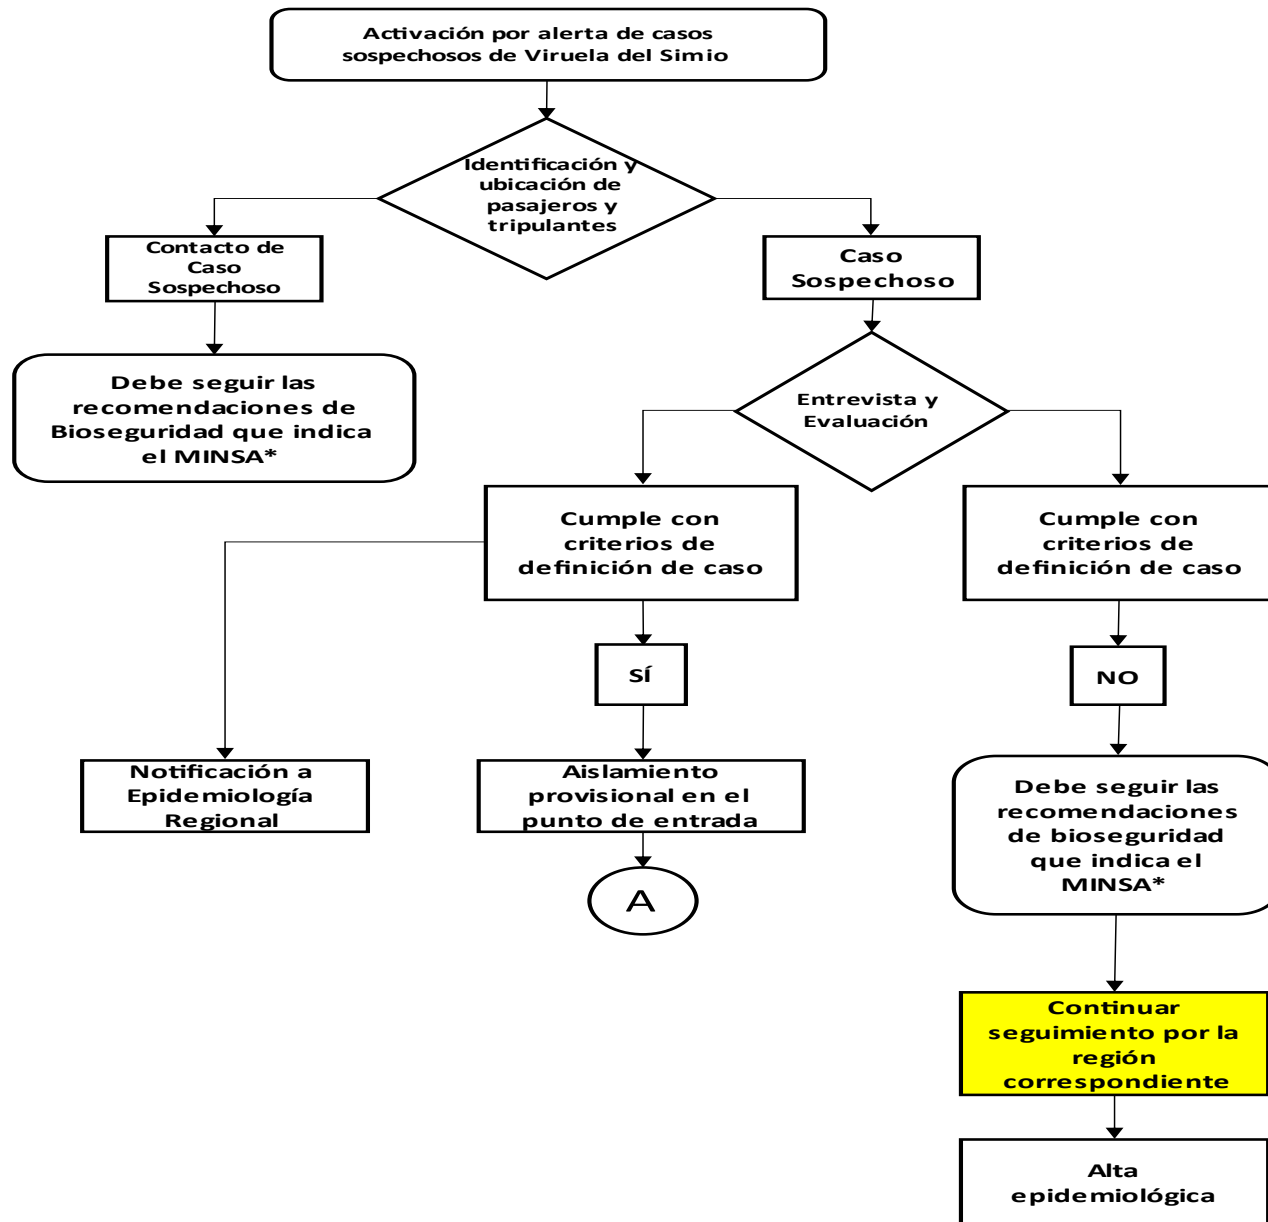 Activación por alerta de casos
sospechosos de Viruela del Simio
Identificación y
ubicación de
pasajeros y
tripulantes
Contacto de
Caso
Sospechoso
Caso
Sospechoso
Debe seguir las
recomendaciones de
Bioseguridad que indica
el MINSA*
Entrevista y
Evaluación
Cumple con
criterios de
definición de caso
Cumple con
criterios de
definición de caso
SÍ
NO
Notificación a
Epidemiología
Regional
Aislamiento
provisional en el
punto de entrada
Debe seguir las
recomendaciones
de bioseguridad
que indica el
MINSA*
A
Continuar
seguimiento por la
región
correspondiente
Alta
epidemiológica